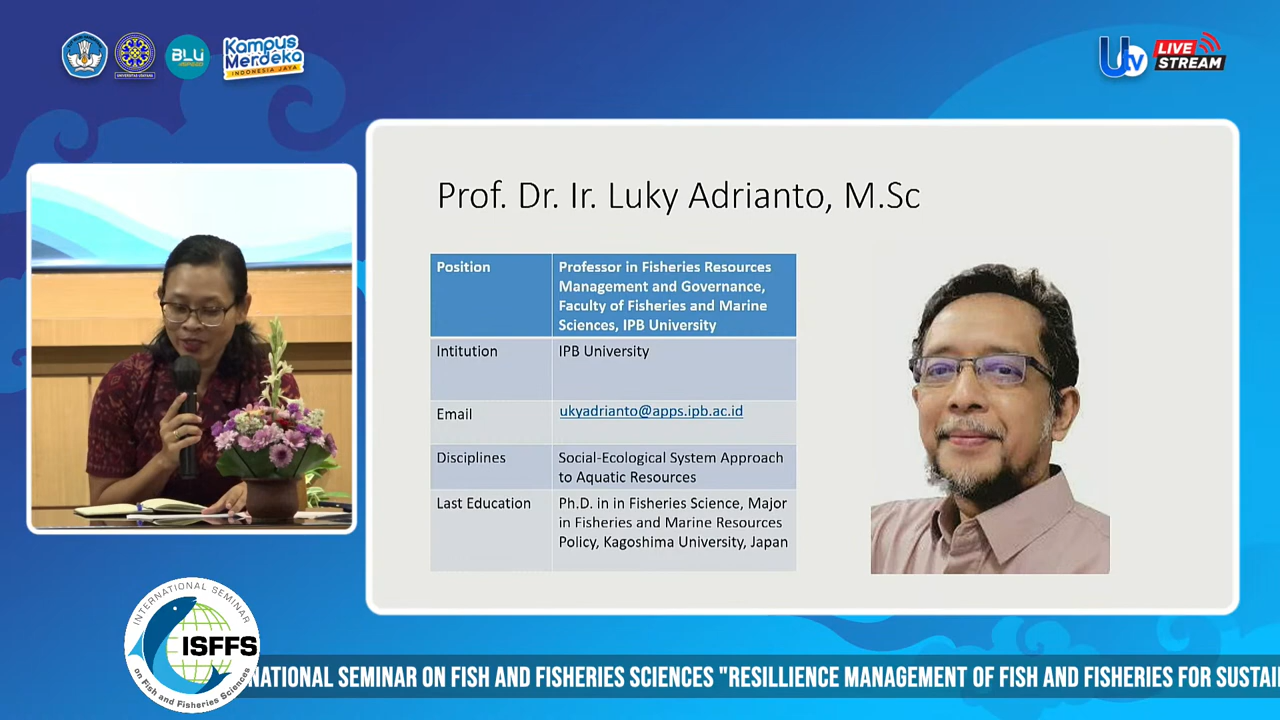 UNIVERSITAS UDAYANA
BLU
Kampus
Merdeka
INDONESIA JAYA
U
tv
LIVE
STREAM
Prof. Dr. Ir. Luky Adrianto, M.Sc
Position
Professor in Fisheries Resources
Management and Governance,
Faculty of Fisheries and Marine
Sciences, IPB University
Intitution
IPB University
Email
ukyadrianto@apps.ipb.ac.id
Disciplines
Social-Ecological System Approach
to Aquatic Resources
Last Education
Ph.D. in in Fisheries Science, Major
in Fisheries and Marine Resources
Policy, Kagoshima University, Japan
INTERNATIONAL SEMINAR
ISFFS
on Fish and Fisheries Sciences
NATIONAL SEMINAR ON FISH AND FISHERIES SCIENCES "RESILLIENCE MANAGEMENT OF FISH AND FISHERIES FOR SUSTAI